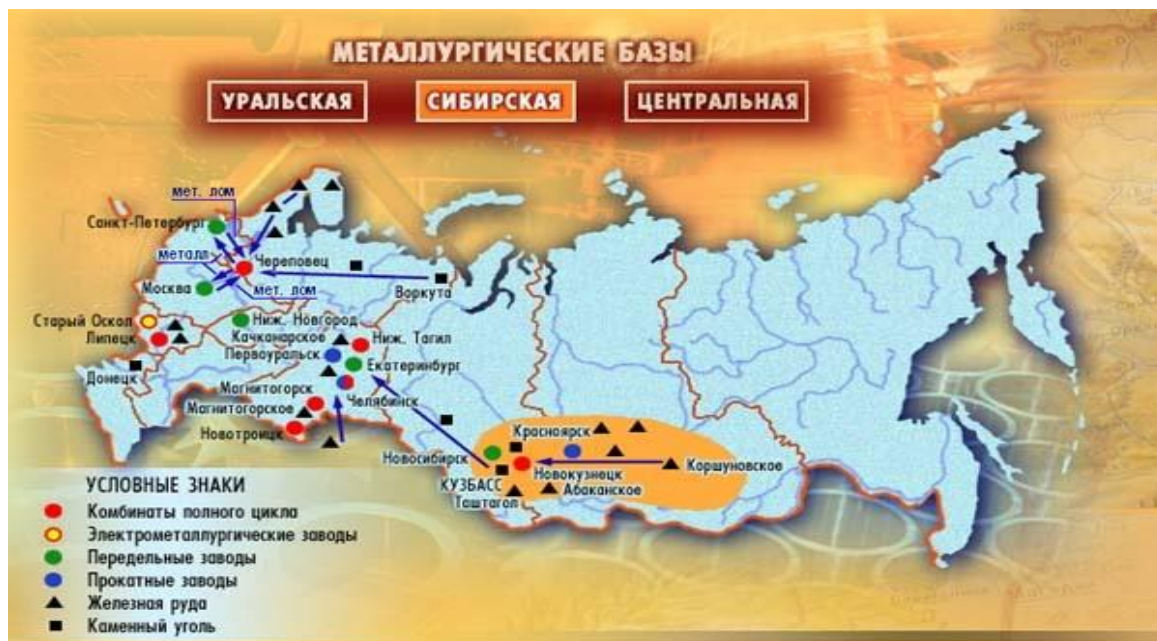 МЕТАЛЛУРГИЧЕСКИЕ БАЗЫ
УРАЛЬСКАЯ
СИБИРСКАЯ
ЦЕНТРАЛЬНАЯ
мет. лом
Санкт-Петербург
металл
Череповец
мет. лом
Москва
Воркута
Старый Оскол
Ниж. Новгород
Липецк
Качканарское
Ниж. Тагил
Первоуральск
Екатеринбург
Донецк
Магнитогорск
Челябинск
Магнитогорское
Новотроицк
Красноярск
Новосибирск
Коршуновское
Новокузнецк
КУЗБАСС
Абаканское
Таштагол
УСЛОВНЫЕ ЗНАКИ
Комбинаты полного цикла
Электрометаллургические заводы
Передельные заводы
Прокатные заводы
Железная руда
Каменный уголь